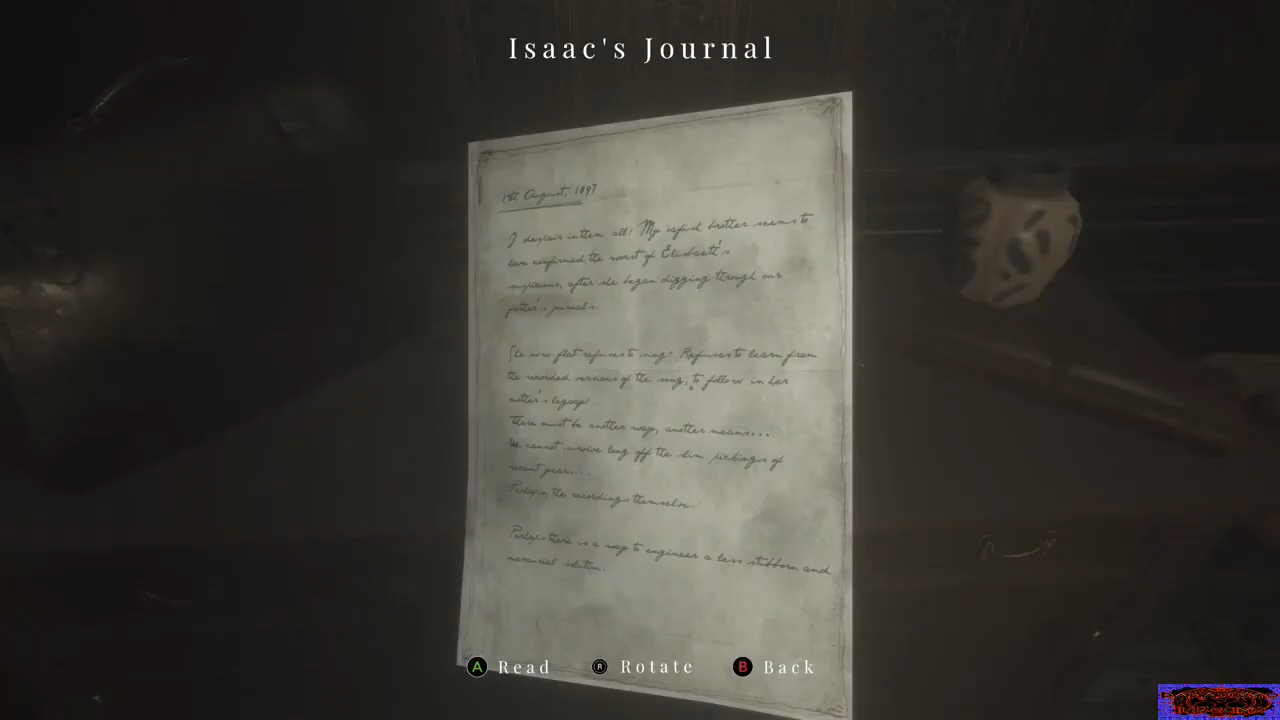 Isaac's Journal
1st August, 1897
I despair in them all! My selfish brother seems to
have confirmed the worst of Elisabeth's
suspicions, after she began digging through our
father's journals.
She now flat refuses to sing! Refuses to learn from
the recorded versions of the song; to follow in her
mother's legacy!
There must be another way, another means...
We cannot survive long off the slim pickings of
recent years...
Perhaps, the recordings themselves?
Perhaps there is a way to engineer a less stubborn and
mercurial solution.
A Read R Rotate B Back